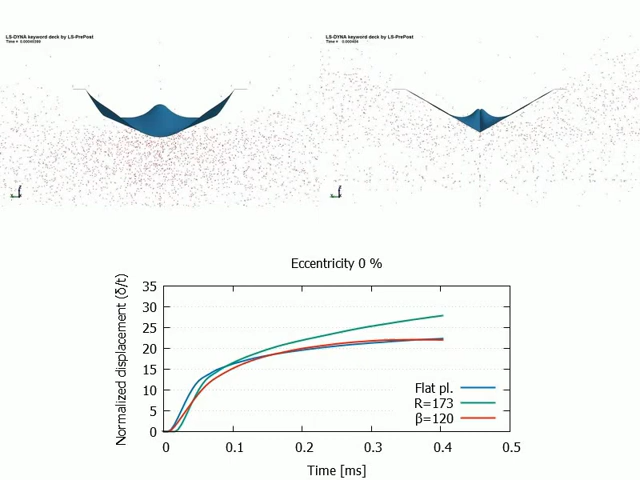 LS-DYNA keyword deck by LS-PrePost
LS-DYNA keyword deck by LS-PrePost
Eccentricity 0 %
Normalized displacement (δ/t)
35
30
25
20
15
10
5
0
Flat pl.
R=173
β=120
0 0.1 0.2 0.3 0.4 0.5
Time [ms]